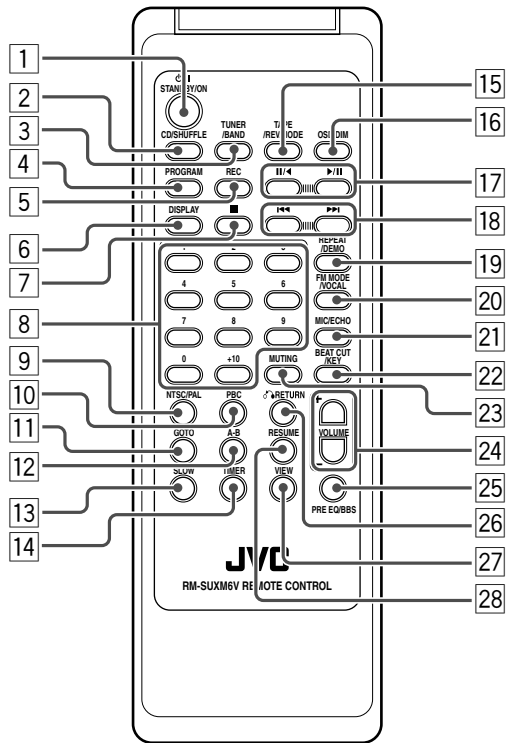 1
2
3
4
5
6
7
8
9
10
11
12
13
14
15
16
17
18
19
20
21
22
23
24
25
26
27
28
STANDBY/ON
CD/SHUFFLE
TUNER
/BAND
TAPE
/REV.MODE
OSD/DIM
PROGRAM
REC
DISPLAY
REPEAT
/DEMO
4
5
6
FM MODE
/VOCAL
7
8
9
MIC/ECHO
0
+10
MUTING
BEAT CUT
/KEY
NTSC/PAL
PBC
RETURN
+
VOLUME
-
GOTO
A-B
RESUME
SLOW
TIMER
VIEW
PRE EQ/BBS
JVC
RM-SUXM6V REMOTE CONTROL